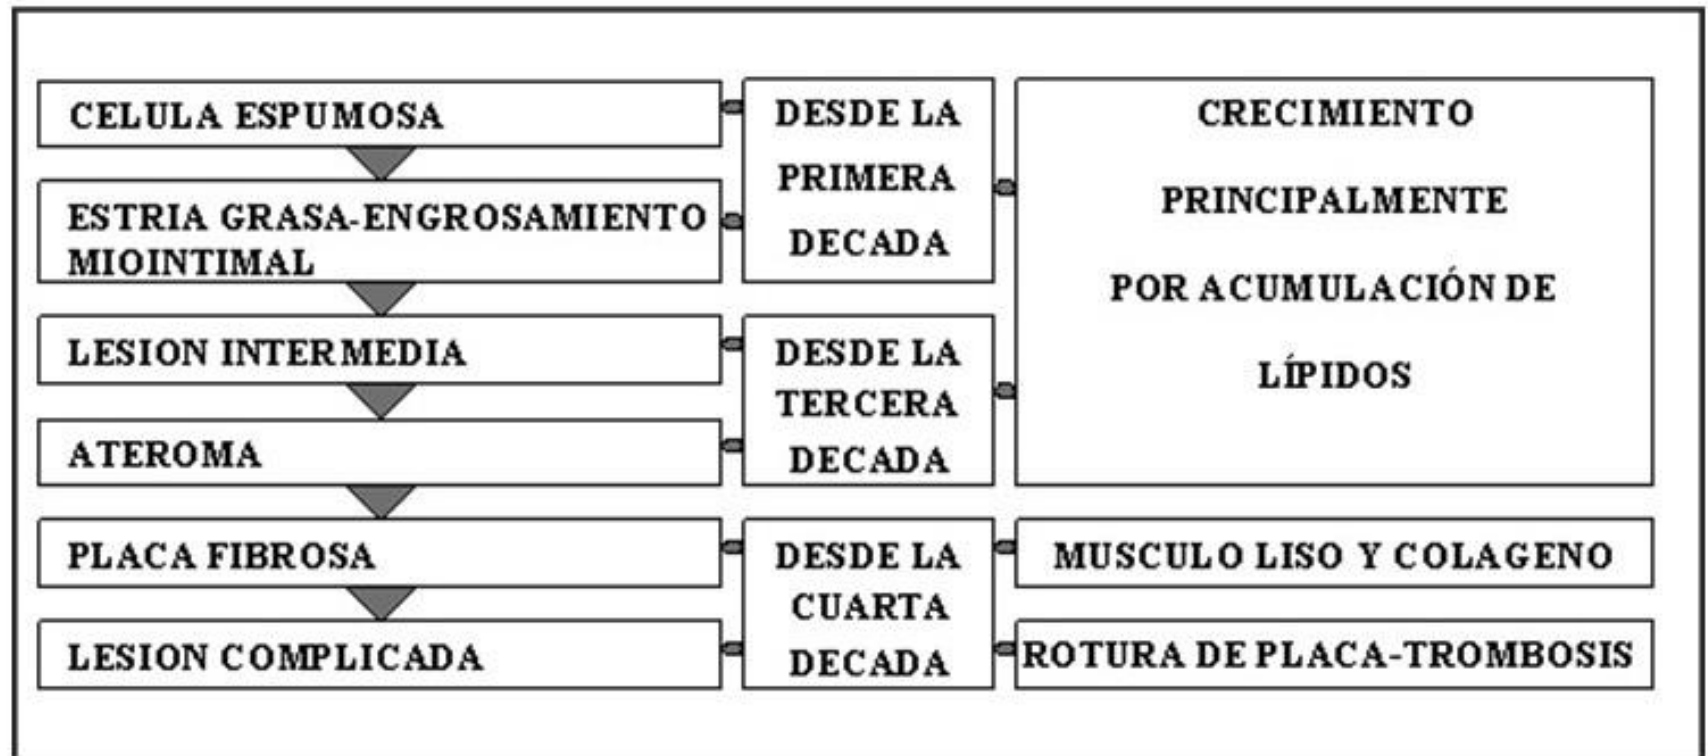 CELULA ESPUMOSA
ESTRIA GRASA-ENGROSAMIENTO
MIOINTIMAL
LESION INTERMEDIA
ATEROMA
PLACA FIBROSA
LESION COMPLICADA
DESDE LA
PRIMERA
DECADA
DESDE LA
TERCERA
DECADA
DESDE LA
CUARTA
DECADA
CRECIMIENTO
PRINCIPALMENTE
POR ACUMULACIÓN DE
LÍPIDOS
MUSCULO LISO Y COLAGENO
ROTURA DE PLACA-TROMBOSIS